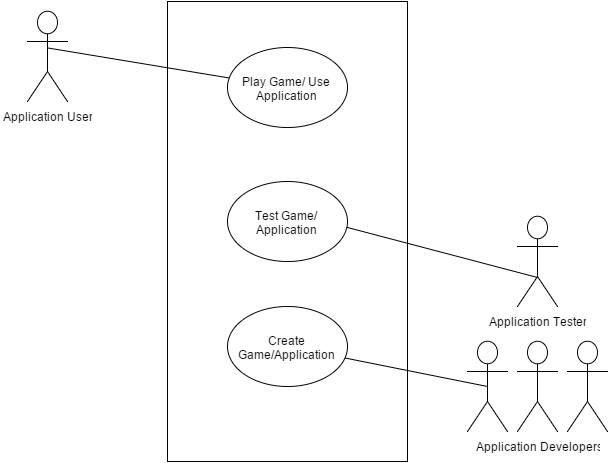 Play Game/ Use
Application
Application User
Test Game/
Application
Application Tester
Create
Game/Application
Application Developers